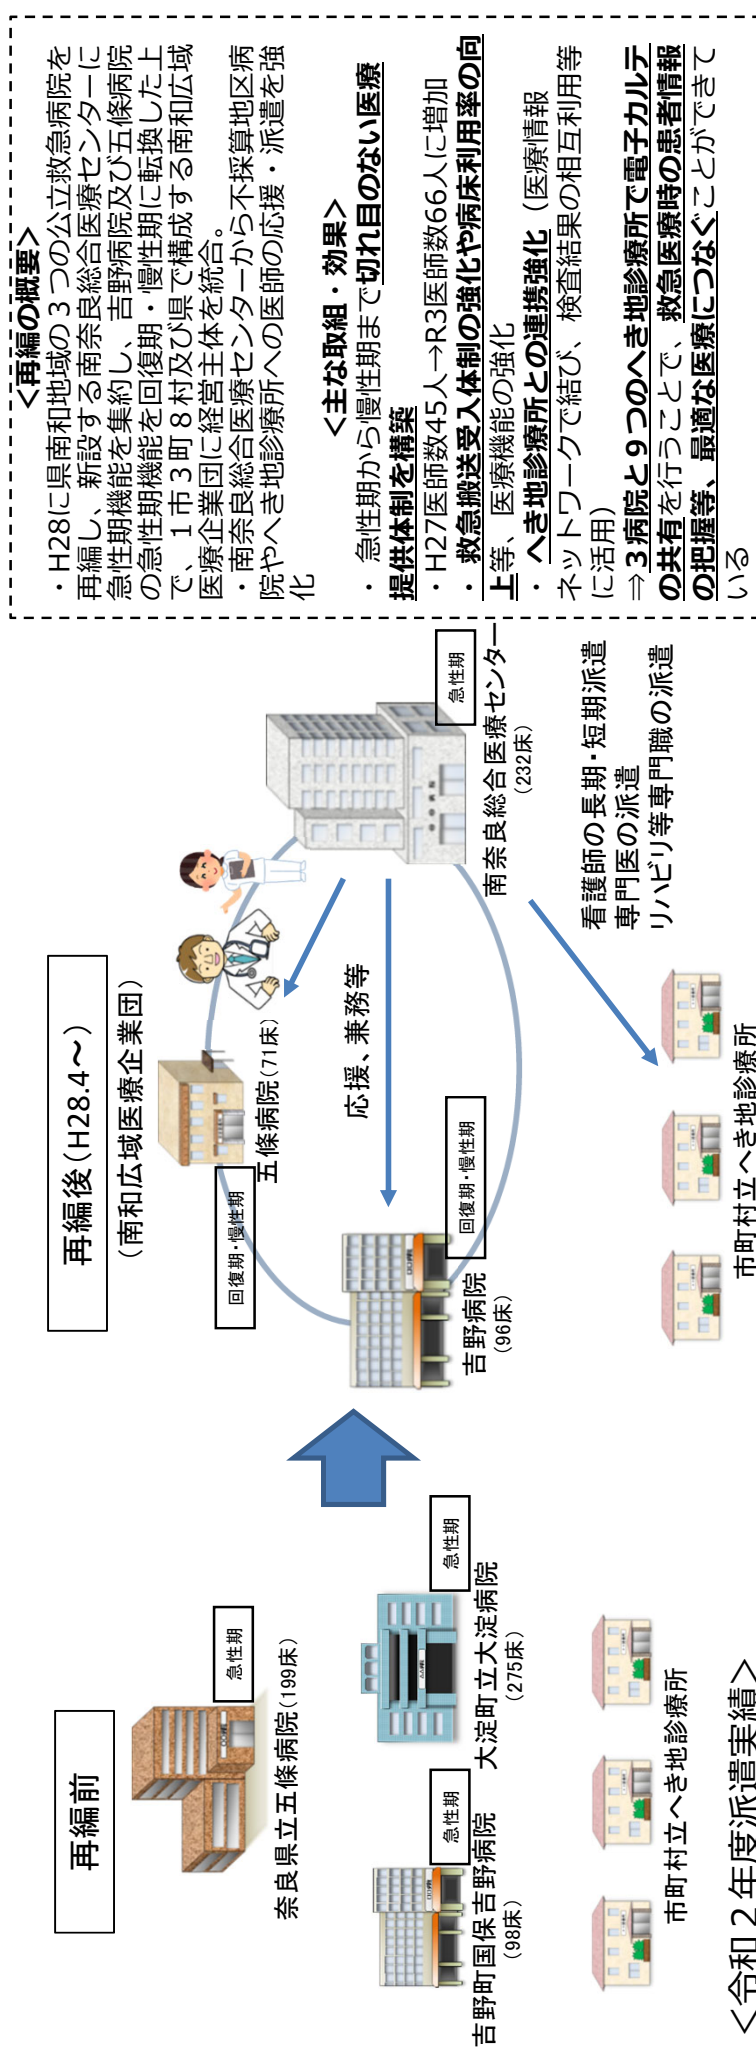 再編前
奈良県立五條病院(199床)
急性期
吉野町国保吉野病院
(98床)
急性期
大淀町立大淀病院
(275床)
急性期
市町村立へき地診療所
<令和2年度派遣実績>
再編後(H28.4～)
(南和広域医療企業団)
回復期・慢性期
五條病院(71床)
応援、兼務等
吉野病院
(96床)
回復期・慢性期
急性期
南奈良総合医療センター
(232床)
看護師の長期・短期派遣
専門医の派遣
リハビリ等専門職の派遣
市町村立へき地診療所
<再編の概要>
・H28に県南和地域の3つの公立救急病院を
再編し、新設する南奈良総合医療センターに
急性期機能を集約し、吉野病院及び五條病院
の急性期機能を回復期・慢性期に転換した上
で、1市3町8村及び県で構成する南和広域
医療企業団に経営主体を統合。
・南奈良総合医療センターから不採算地区病
院やへき地診療所への医師の応援・派遣を強
化
<主な取組・効果>
・ 急性期から慢性期まで切れ目のない医療
提供体制を構築
・H27医師数45人→R3医師数66人に増加
・ 救急搬送受入体制の強化や病床利用率の向
上等、医療機能の強化
・ へき地診療所との連携強化（医療情報
ネットワークで結び、検査結果の相互利用等
に活用）
⇒３病院と９つのへき地診療所で電子カルテ
の共有を行うことで、救急医療時の患者情報
の把握等、最適な医療につなぐことができて
いる